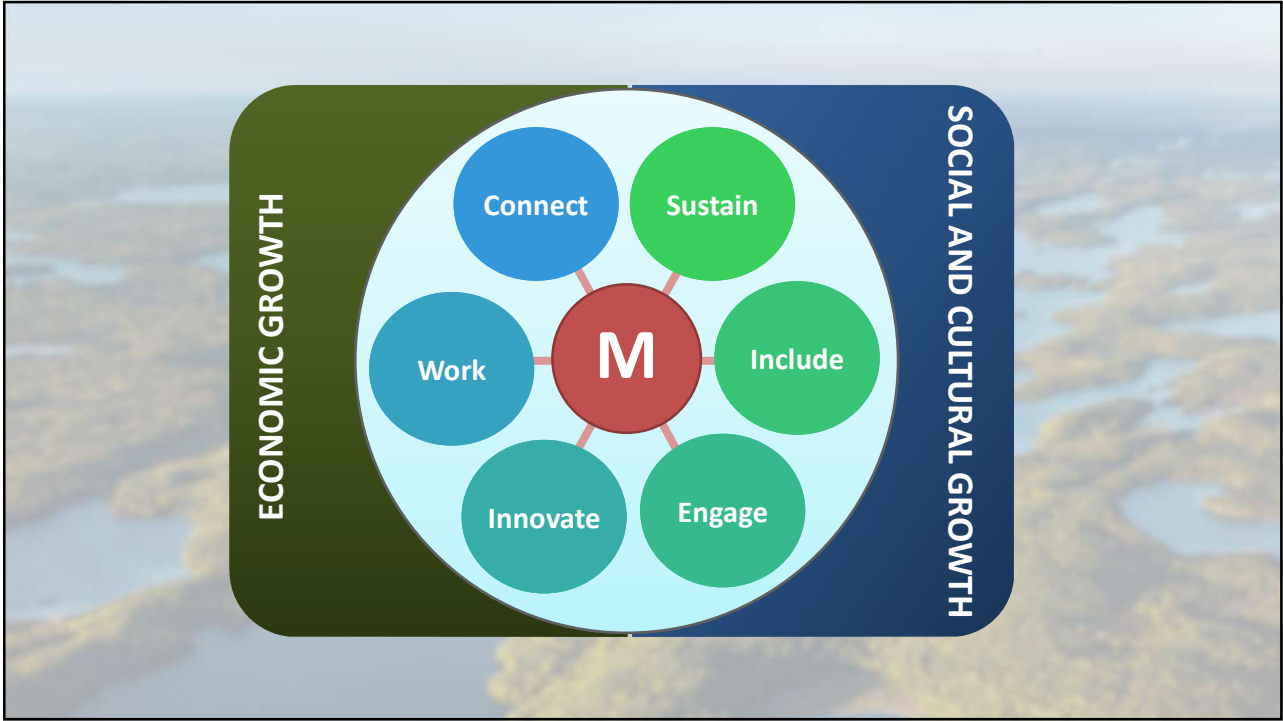 ECONOMIC GROWTH
Connect
Sustain
Work
M
Include
Innovate
Engage
SOCIAL AND CULTURAL GROWTH